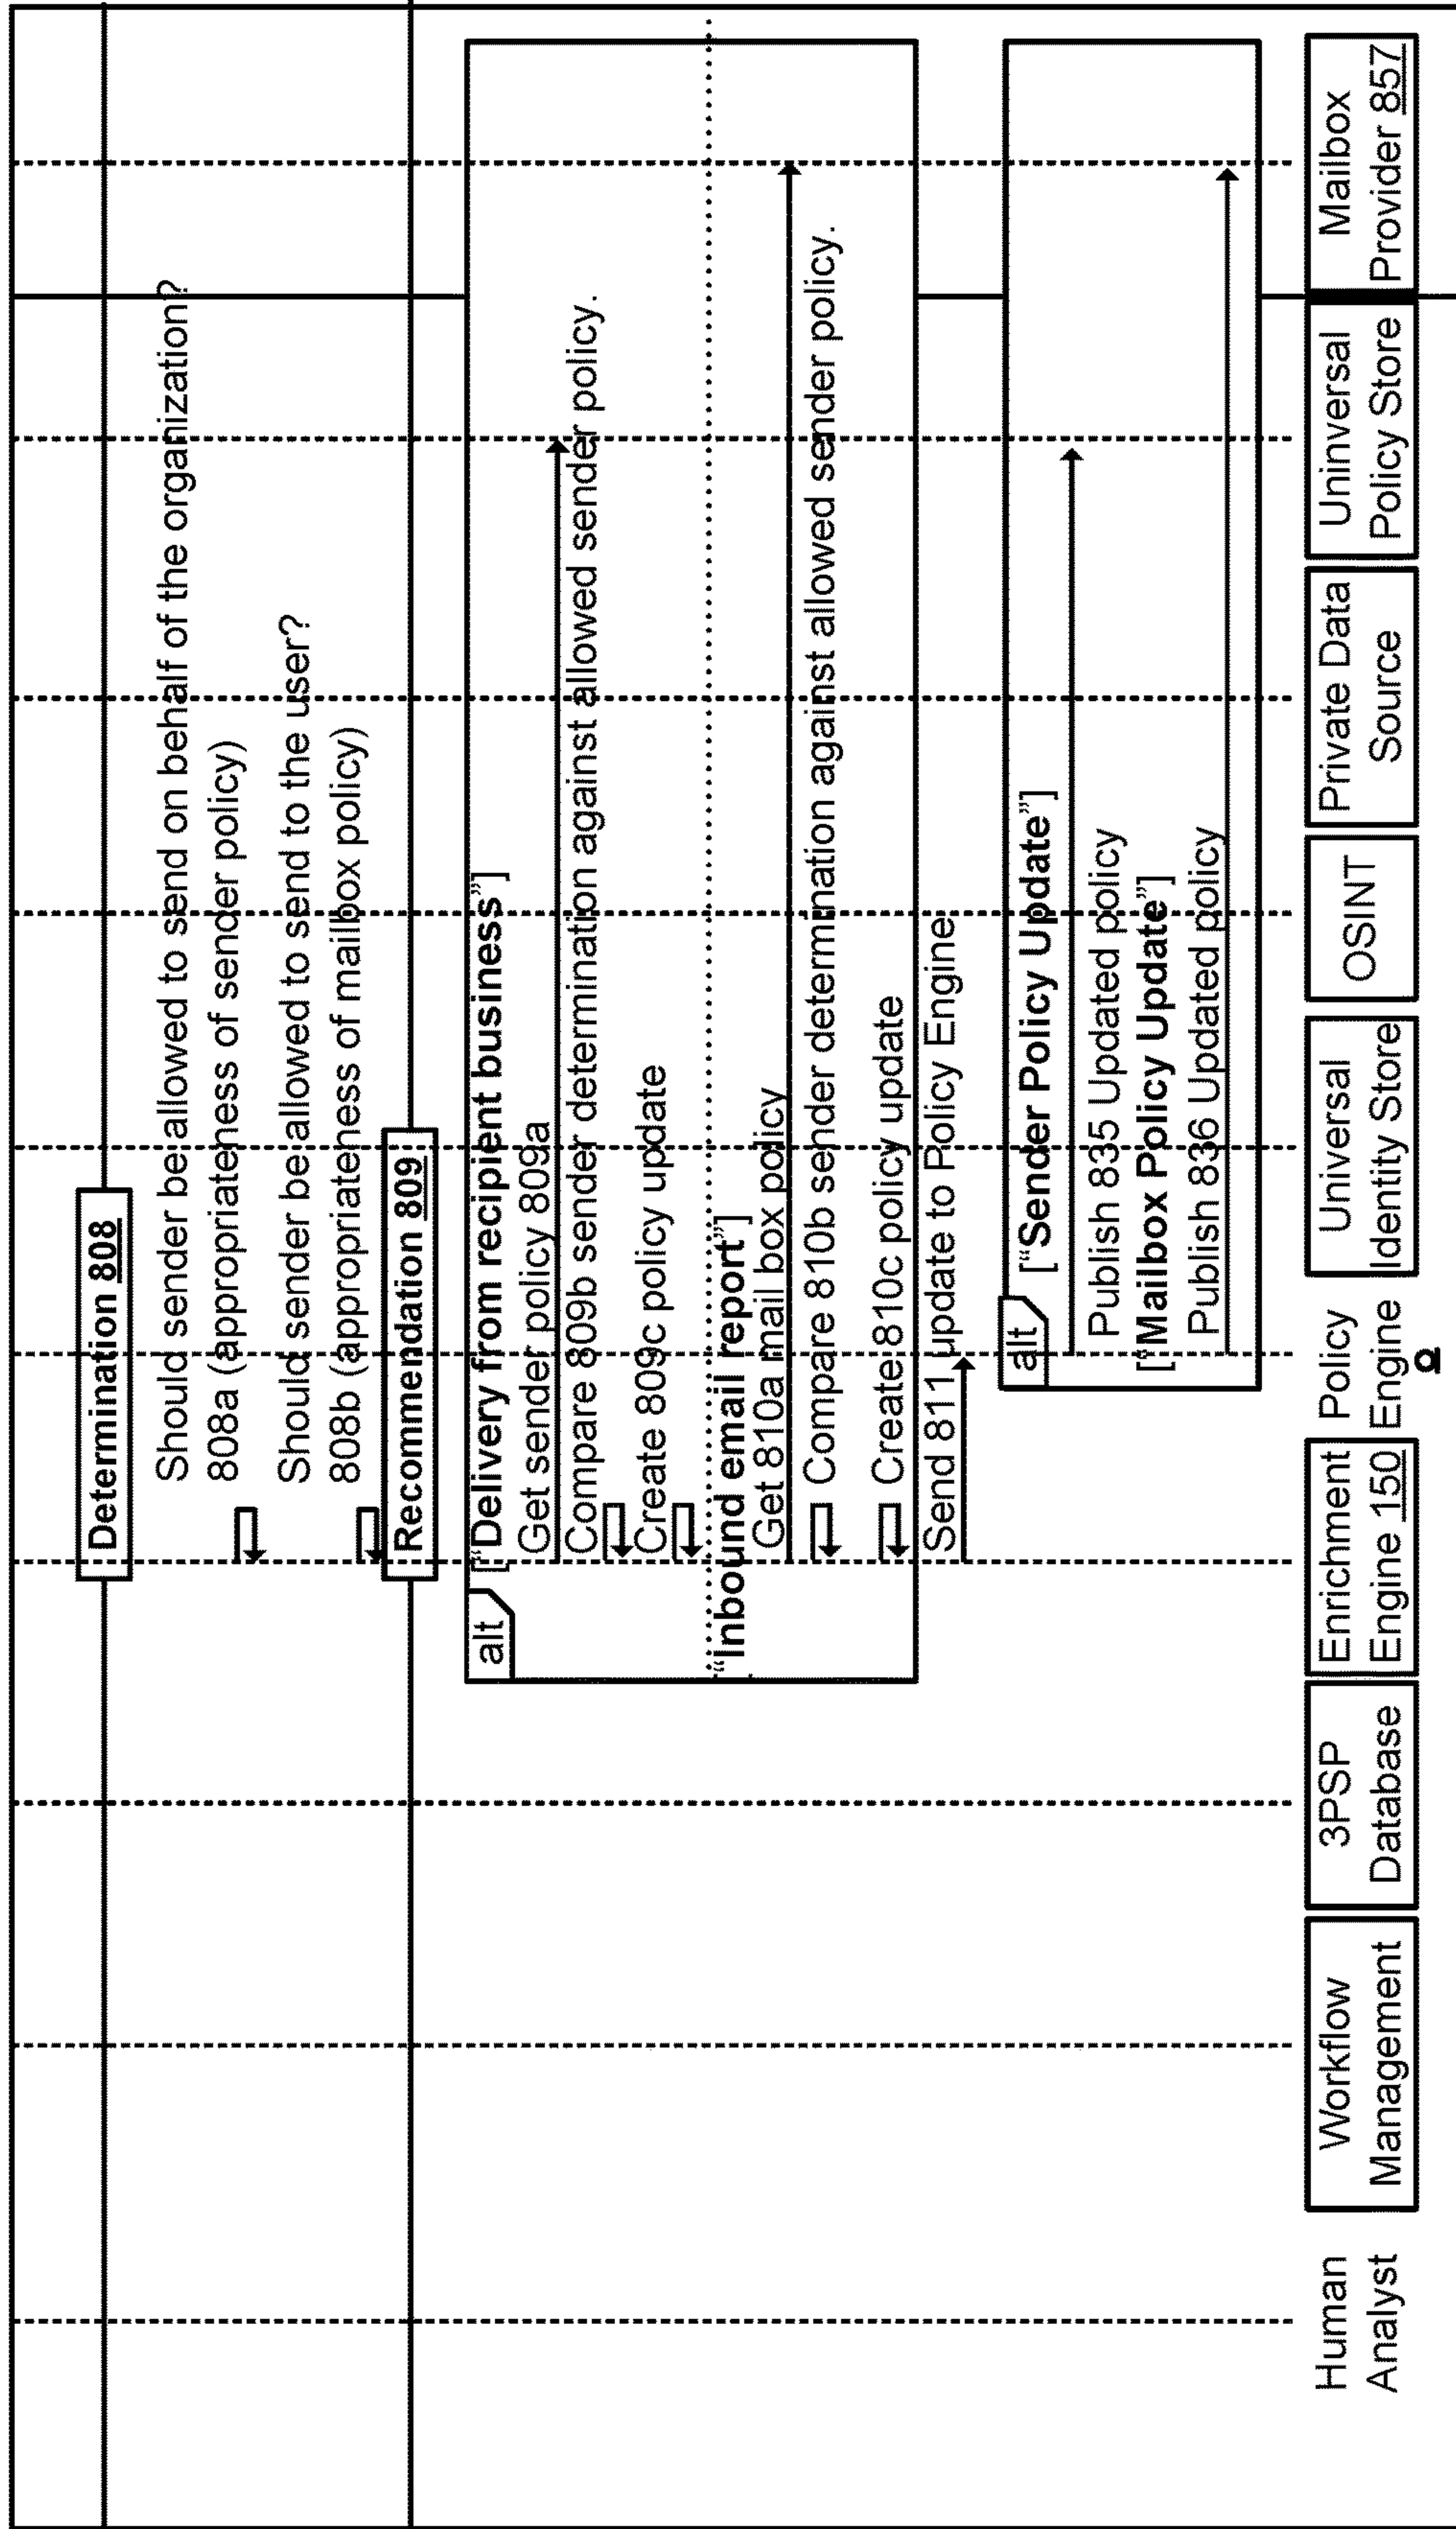 Determination 808
Should sender be allowed to send on behalf of the organization?
808a (appropriateness of sender policy)
Should sender be allowed to send to the user?
808b (appropriateness of mailbox policy)
Recommendation 809
alt
[“Delivery from recipient business”]
Get sender policy 809a
Compare 809b sender determination against allowed sender policy.
Create 809c policy update
“Inbound email report”]
Get 810a mail box policy
Compare 810b sender determination against allowed sender policy.
Create 810c policy update
Send 811 update to Policy Engine
alt
[“Sender Policy Update”]
Publish 835 Updated policy
[“Mailbox Policy Update”]
Publish 836 Updated policy
Human
Analyst
Workflow
Management
3PSP
Database
Enrichment
Engine 150
Policy
Engine
Universal
Identity Store
OSINT
Private Data
Source
Uninversal
Policy Store
Mailbox
Provider 857